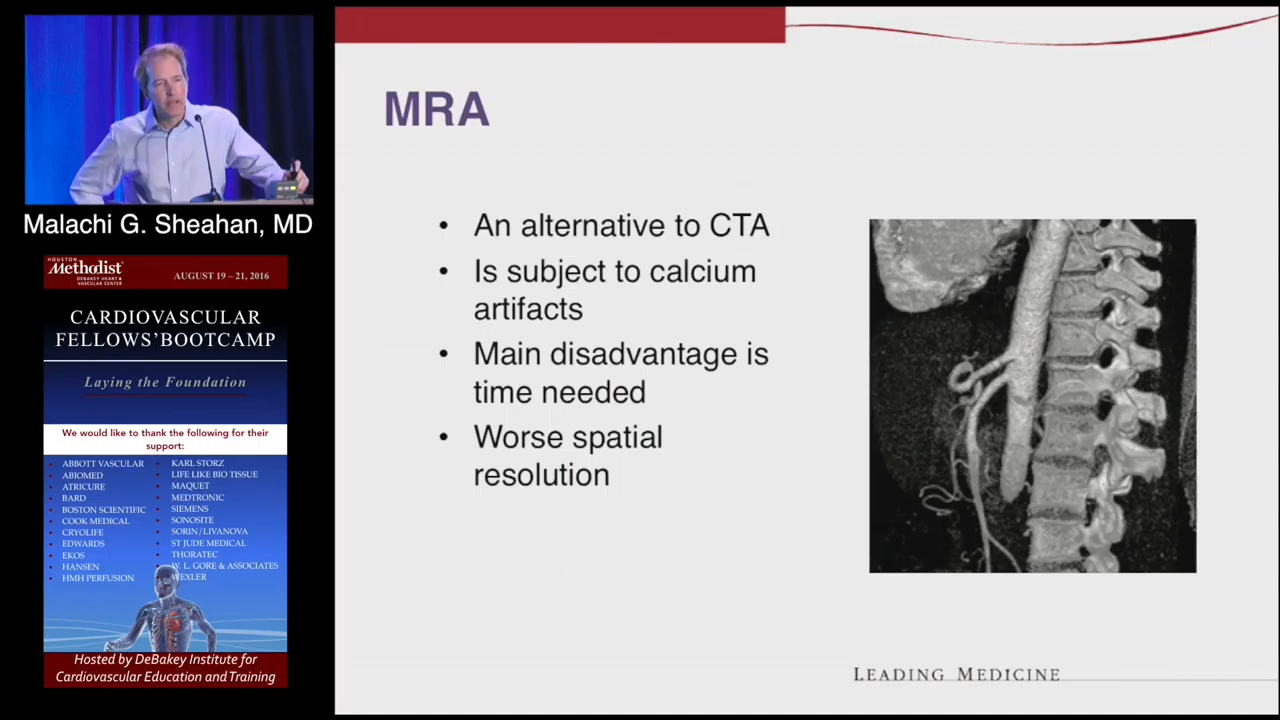 Malachi G. Sheahan, MD
HOUSTON
Methodist
DEBAKEY HEART &
VASCULAR CENTER
AUGUST 19 – 21, 2016
CARDIOVASCULAR
FELLOWS'BOOTCAMP
Laying the Foundation
We would like to thank the following for their
support:
• ABBOTT VASCULAR
• ABIOMED
• ATRICURE
• BARD
• BOSTON SCIENTIFIC
• COOK MEDICAL
• CRYOLIFE
• EDWARDS
• EKOS
• HANSEN
• HMH PERFUSION
• KARL STORZ
• LIFE LIKE BIO TISSUE
• MAQUET
• MEDTRONIC
• SIEMENS
• SONOSITE
• SORIN/LIVANOVA
• ST JUDE MEDICAL
• THORATEC
• W. L. GORE & ASSOCIATES
• WEXLER
Hosted by DeBakey Institute for
Cardiovascular Education and Training
MRA
• An alternative to CTA
• Is subject to calcium
artifacts
• Main disadvantage is
time needed
• Worse spatial
resolution
LEADING MEDICINE